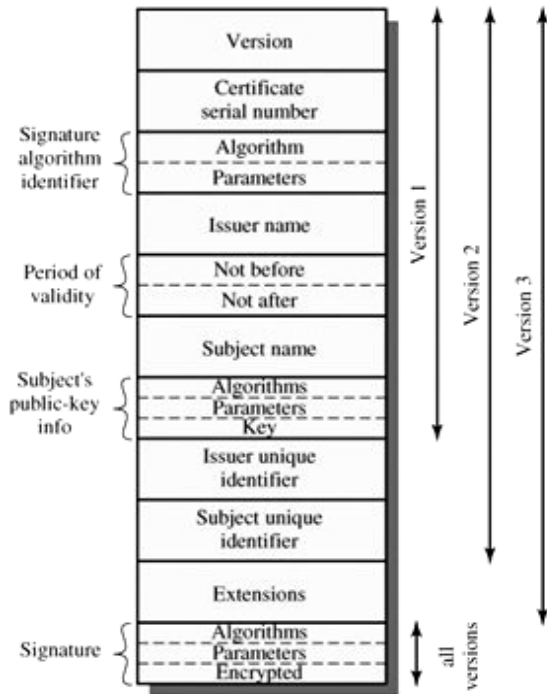 Version
Certificate
serial number
Signature
algorithm
identifier
Algorithm
Parameters
Issuer name
Period of
validity
Not before
Not after
Subject name
Subject's
public-key
info
Algorithms
Parameters
Key
Issuer unique
identifier
Subject unique
identifier
Extensions
Signature
Algorithms
Parameters
Encrypted
Version 1
Version 2
Version 3
all
versions